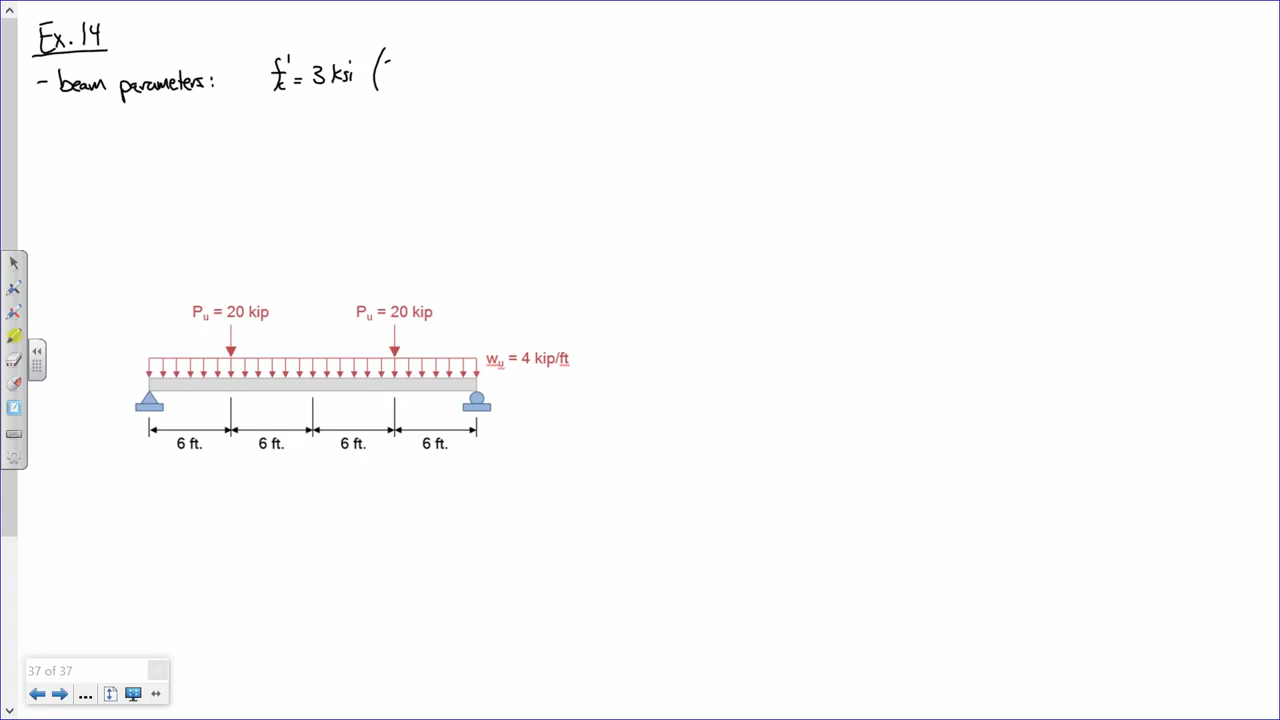 Ex. 14
- beam parameters: f'c = 3 ksi (
Pu = 20 kip Pu = 20 kip
wu = 4 kip/ft
6 ft. 6 ft. 6 ft. 6 ft.
37 of 37
...